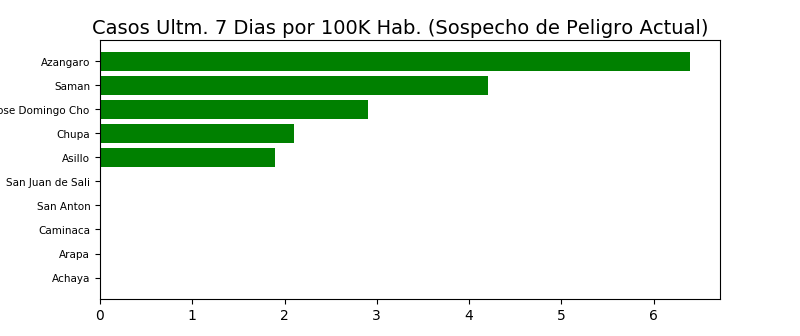 Casos Ultm. 7 Dias por 100K Hab. (Sospecho de Peligro Actual)
Azangaro
Saman
ose Domingo Cho
Chupa
Asillo
San Juan de Sali
San Anton
Caminaca
Arapa
Achaya
0 1 2 3 4 5 6